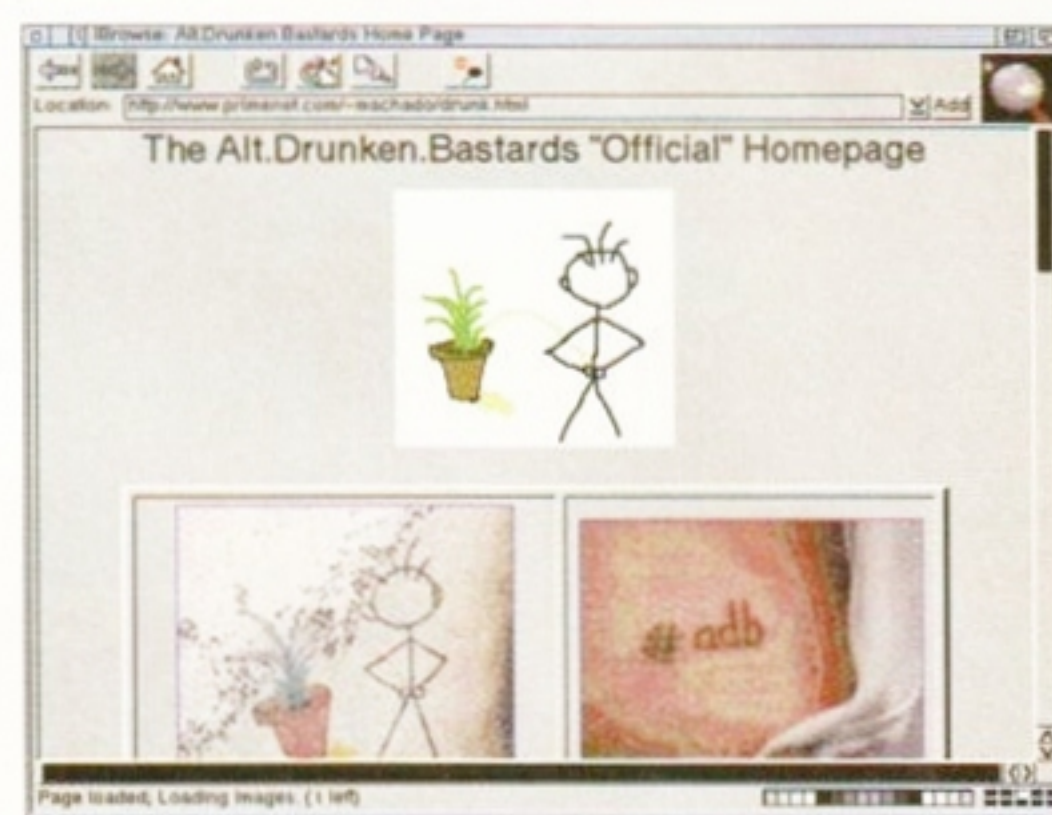 IBrowse: Alt.Drunken.Bastards Home Page
Location: http://www.primenet.com/~machado/drunk.html Add
The Alt.Drunken.Bastards "Official" Homepage
# adb
Page loaded; Loading images. (1 left)